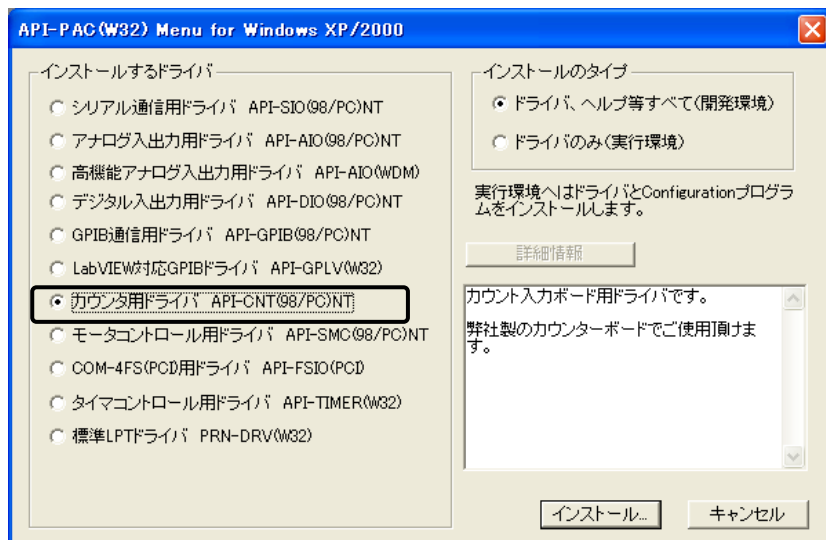 API-PAC(W32) Menu for Windows XP/2000
インストールするドライバ
シリアル通信用ドライバ API-SIO(98/PC)NT
アナログ入出力用ドライバ API-AIO(98/PC)NT
高機能アナログ入出力用ドライバ API-AIO(WDM)
デジタル入出力用ドライバ API-DIO(98/PC)NT
GPIB通信用ドライバ API-GPIB(98/PC)NT
LabVIEW対応GPIBドライバ API-GPLV(W32)
カウンタ用ドライバ API-CNT(98/PC)NT
モータコントロール用ドライバ API-SMC(98/PC)NT
COM-4FS(PCI)用ドライバ API-FSIO(PCI)
タイマコントロール用ドライバ API-TIMER(W32)
標準LPTドライバ PRN-DRV(W32)
インストールのタイプ
ドライバ、ヘルプ等すべて(開発環境)
ドライバのみ(実行環境)
実行環境へはドライバとConfigurationプログラ
ムをインストールします。
詳細情報
カウント入力ボード用ドライバです。
弊社製のカウンターボードでご使用頂けま
す。
インストール...
キャンセル